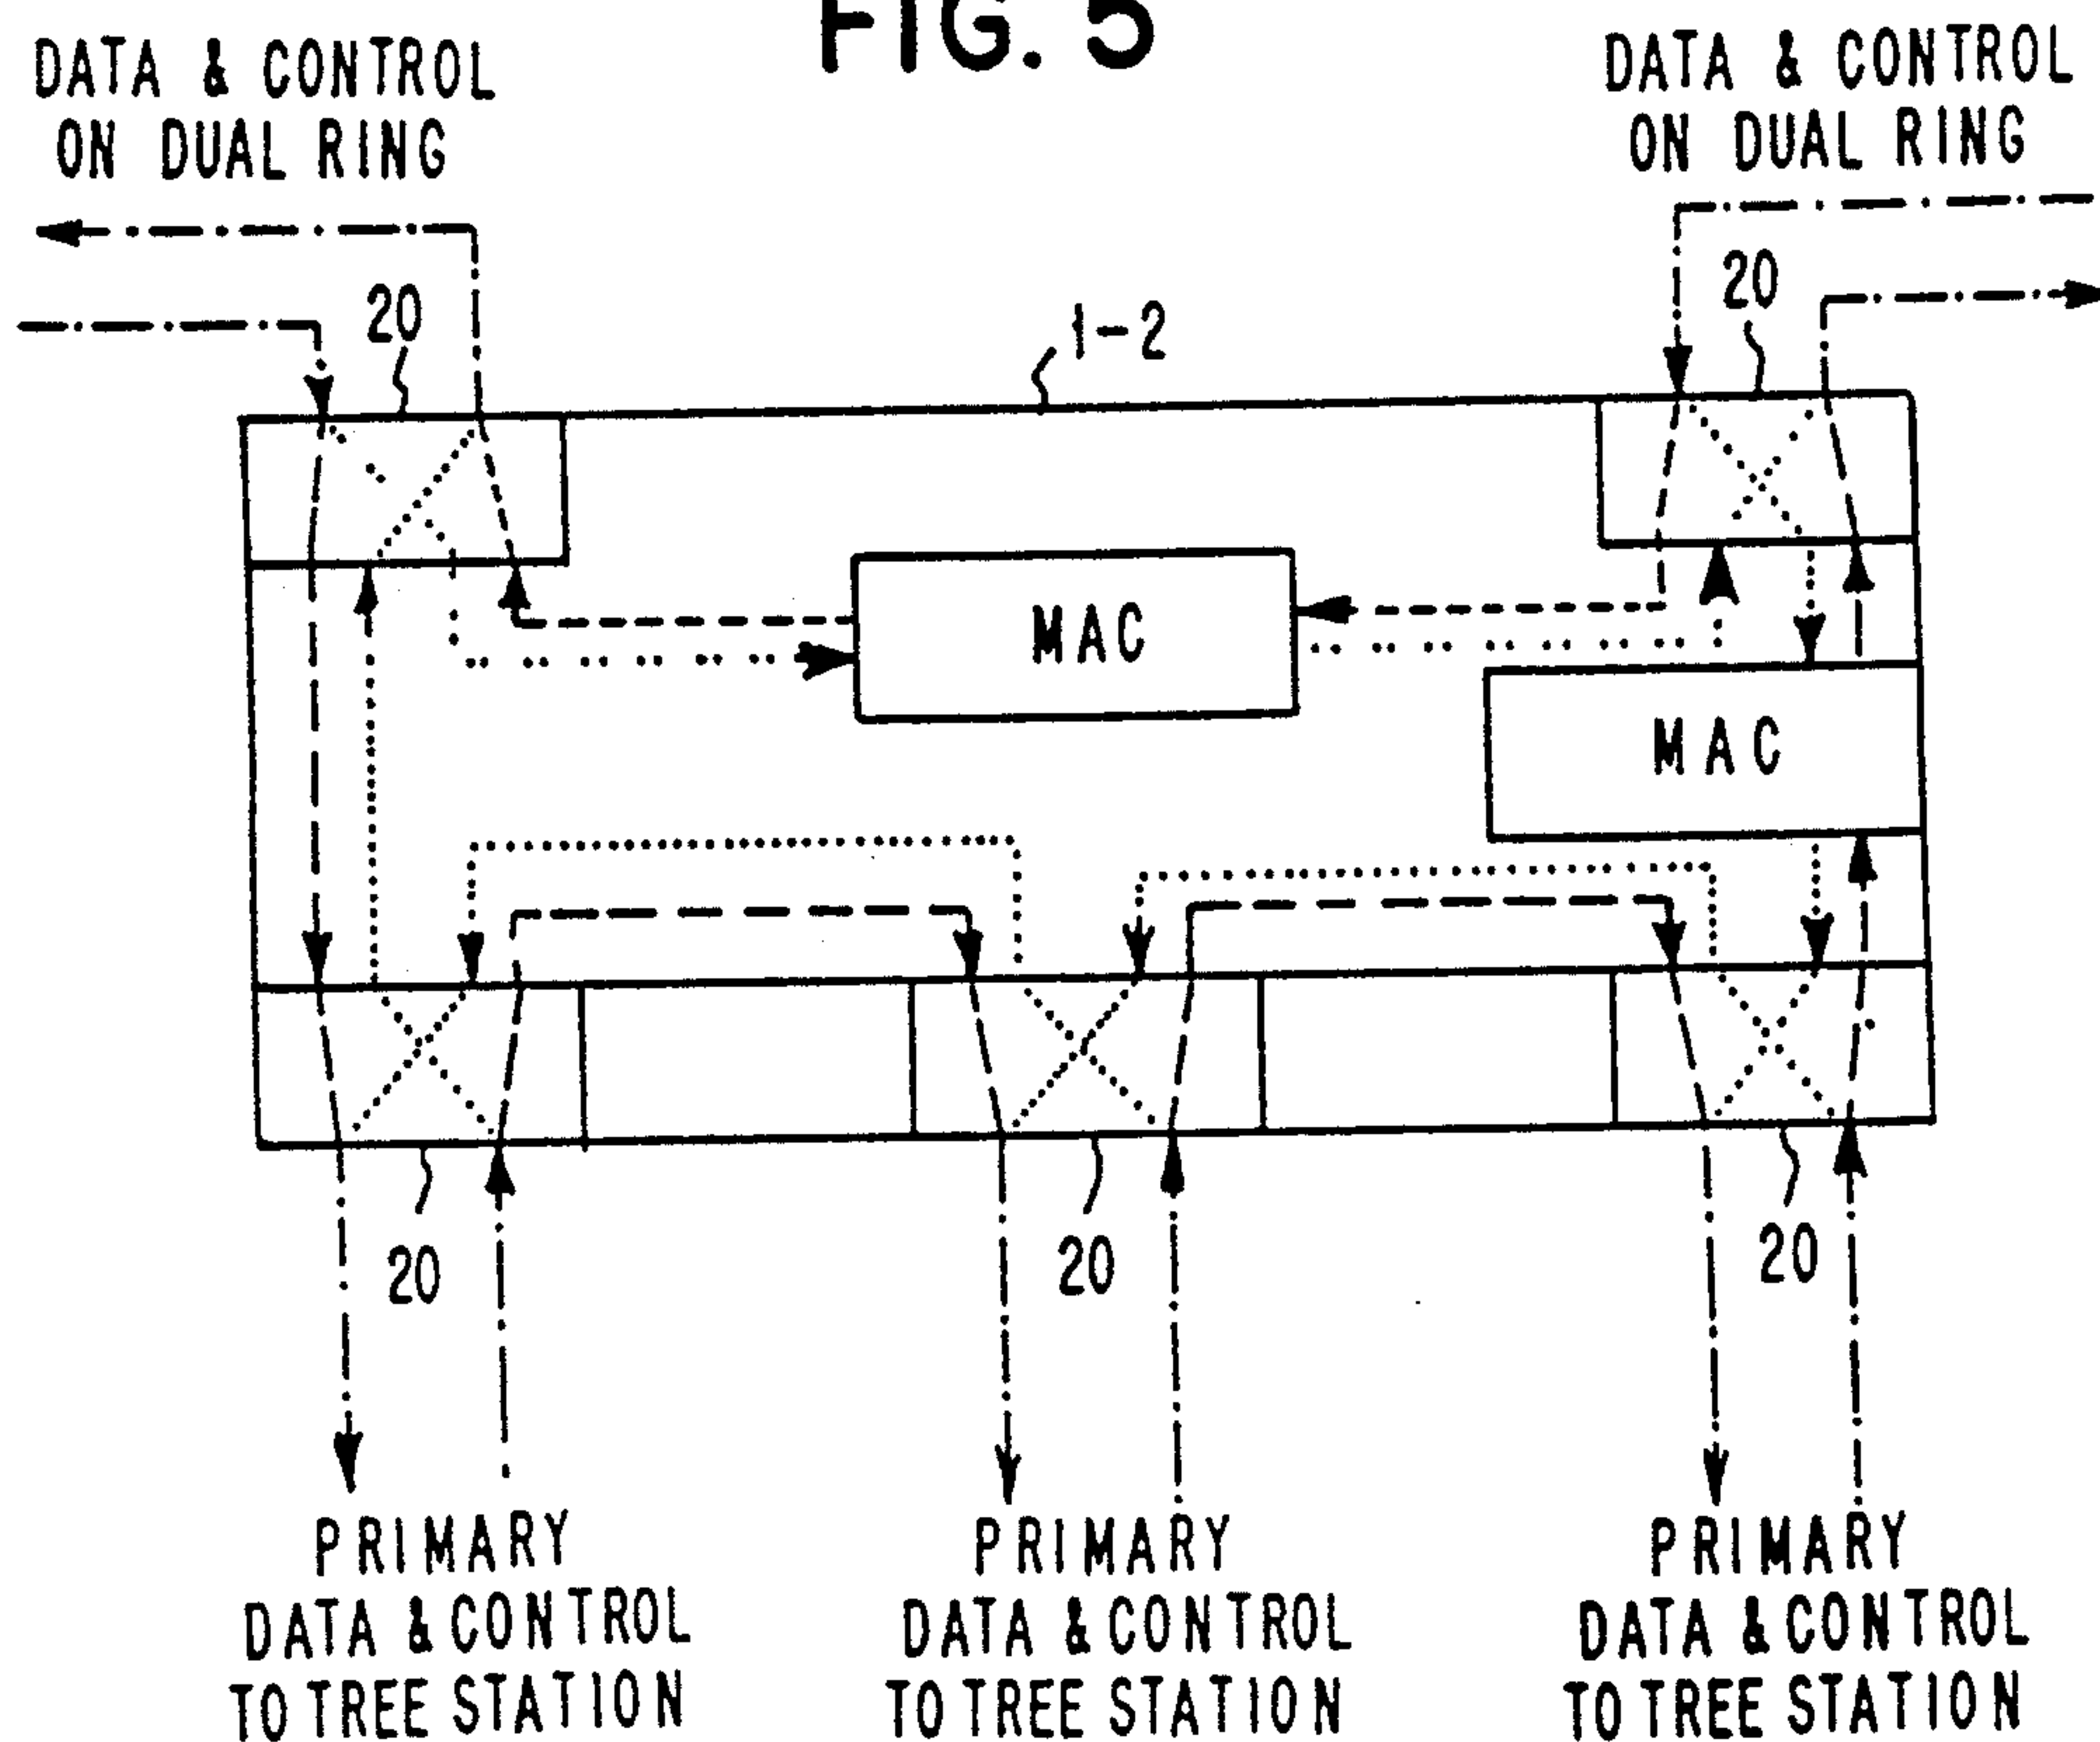 FIG. 5
DATA & CONTROL
ON DUAL RING
DATA & CONTROL
ON DUAL RING
20
20
1-2
MAC
MAC
20
20
20
PRIMARY
DATA & CONTROL
TO TREE STATION
PRIMARY
DATA & CONTROL
TO TREE STATION
PRIMARY
DATA & CONTROL
TO TREE STATION